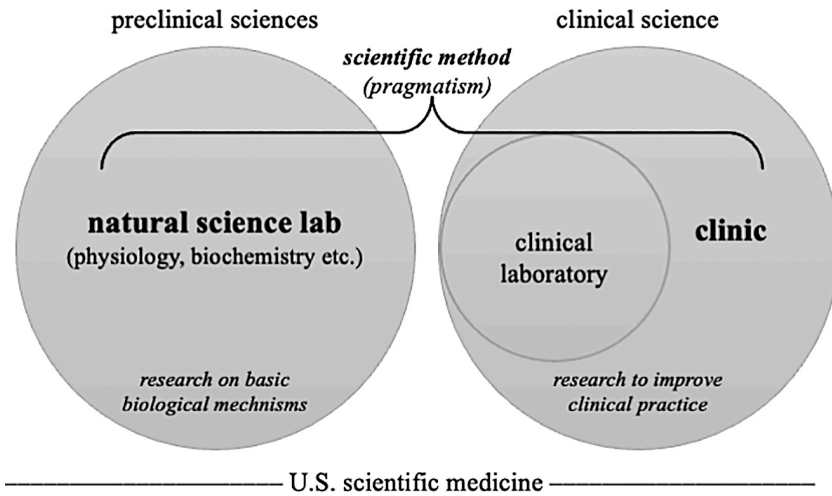 preclinical sciences
clinical science
scientific method
(pragmatism)
natural science lab
(physiology, biochemistry etc.)
clinical
laboratory
clinic
research on basic
biological mechnisms
research to improve
clinical practice
U.S. scientific medicine